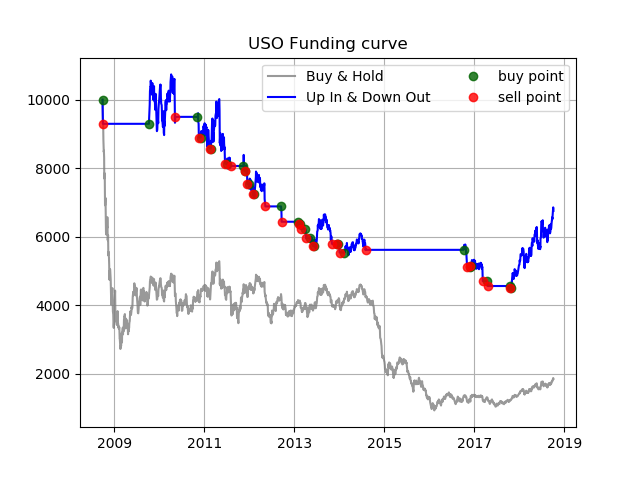 USO Funding curve
Buy & Hold
Up In & Down Out
buy point
sell point
10000
8000
6000
4000
2000
2009 2011 2013 2015 2017 2019